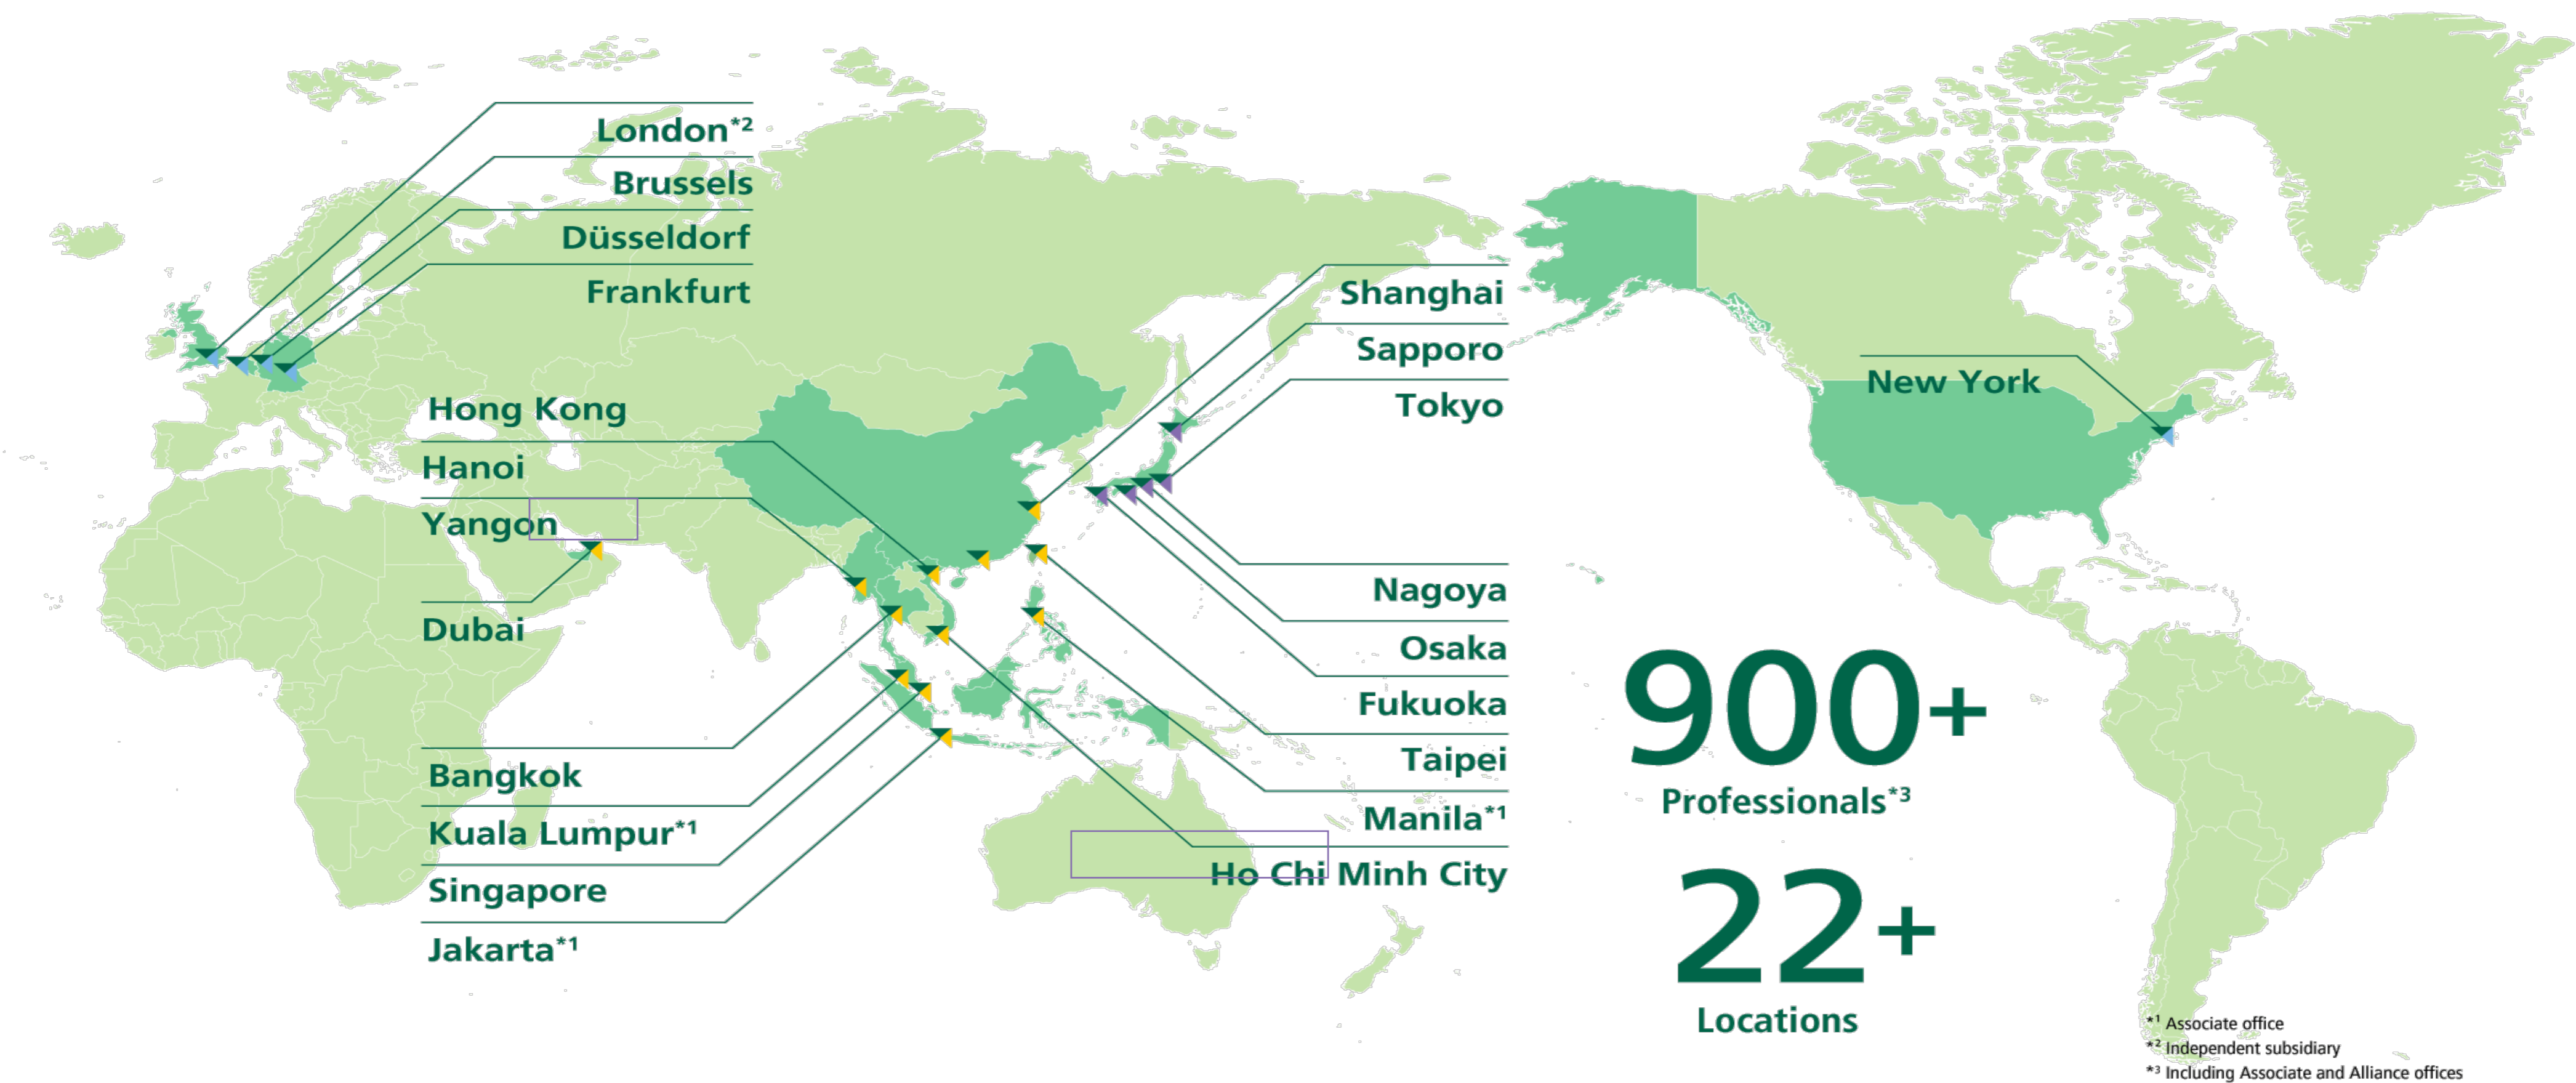 London*2
Brussels
Düsseldorf
Frankfurt
Hong Kong
Hanoi
Yangon
Dubai
Bangkok
Kuala Lumpur*1
Singapore
Jakarta*1
Shanghai
Sapporo
Tokyo
Nagoya
Osaka
Fukuoka
Taipei
Manila*1
Ho Chi Minh City
New York
900+
Professionals*3
22+
Locations
*1 Associate office
*2 Independent subsidiary
*3 Including Associate and Alliance offices